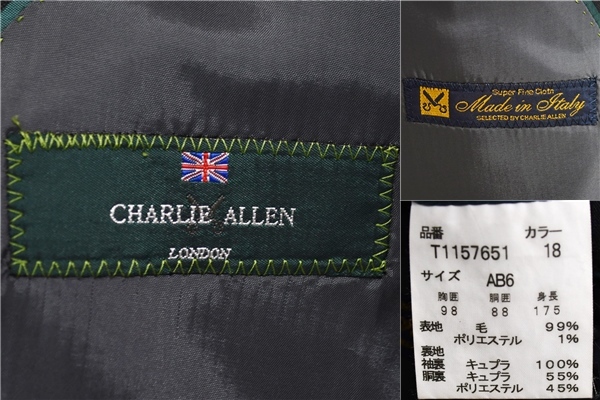 CHARLIE ALLEN
LONDON
Super Fine Cloth
Made in Italy
SELECTED BY CHARLIE ALLEN
品番 カラー
T1157651 18
サイズ AB6
胸囲 胴囲 身長
98 88 175
表地 毛 99%
ポリエステル 1%
裏地
袖裏 キュプラ 100%
胴裏 キュプラ 55%
ポリエステル 45%